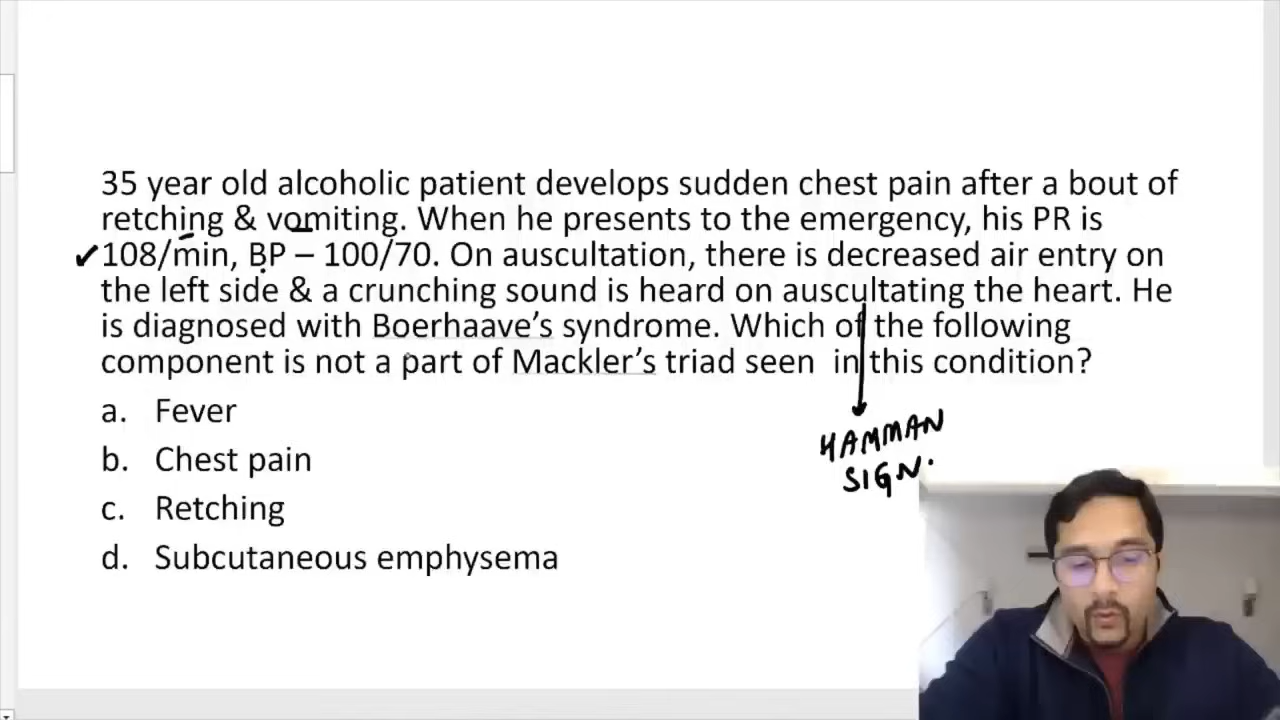 35 year old alcoholic patient develops sudden chest pain after a bout of
retching & vomiting. When he presents to the emergency, his PR is
108/min, BP – 100/70. On auscultation, there is decreased air entry on
the left side & a crunching sound is heard on auscultating the heart. He
is diagnosed with Boerhaave’s syndrome. Which of the following
component is not a part of Mackler’s triad seen in this condition?
a. Fever
b. Chest pain
c. Retching
d. Subcutaneous emphysema
HAMMAN
SIGN.